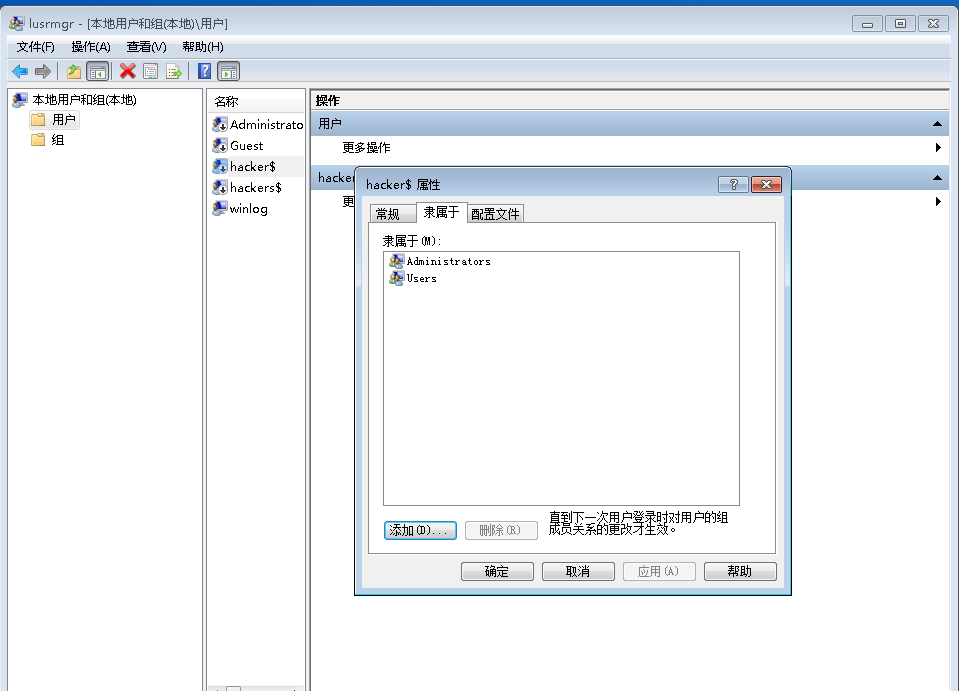 lusrmgr - [本地用户和组(本地)\用户]
文件(F) 操作(A) 查看(V) 帮助(H)
本地用户和组(本地)
用户
组
名称
Administrato
Guest
hacker$
hackers$
winlog
操作
用户
更多操作
hacker
更
hacker$ 属性
常规 隶属于 配置文件
隶属于(M):
Administrators
Users
添加(D)... 删除(R)
直到下一次用户登录时对用户的组
成员关系的更改才生效。
确定 取消 应用(A) 帮助